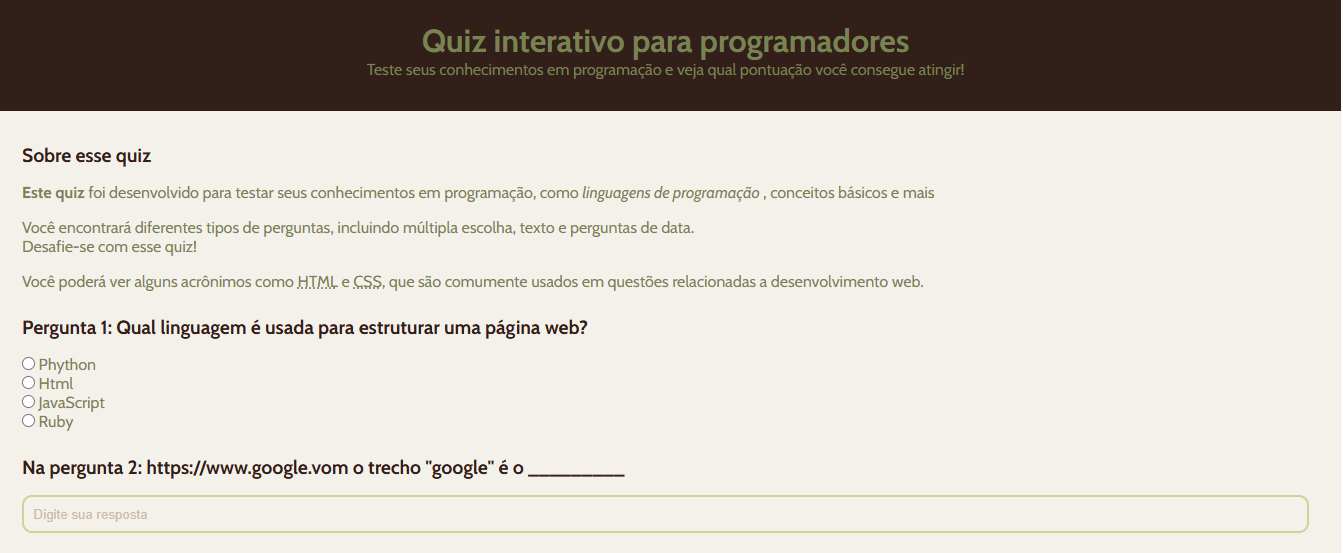 Quiz interativo para programadores
Teste seus conhecimentos em programação e veja qual pontuação você consegue atingir!
Sobre esse quiz
Este quiz foi desenvolvido para testar seus conhecimentos em programação, como linguagens de programação , conceitos básicos e mais
Você encontrará diferentes tipos de perguntas, incluindo múltipla escolha, texto e perguntas de data.
Desafie-se com esse quiz!
Você poderá ver alguns acrônimos como HTML e CSS, que são comumente usados em questões relacionadas a desenvolvimento web.
Pergunta 1: Qual linguagem é usada para estruturar uma página web?
Phython
Html
JavaScript
Ruby
Na pergunta 2: https://www.google.vom o trecho "google" é o _________
Digite sua resposta